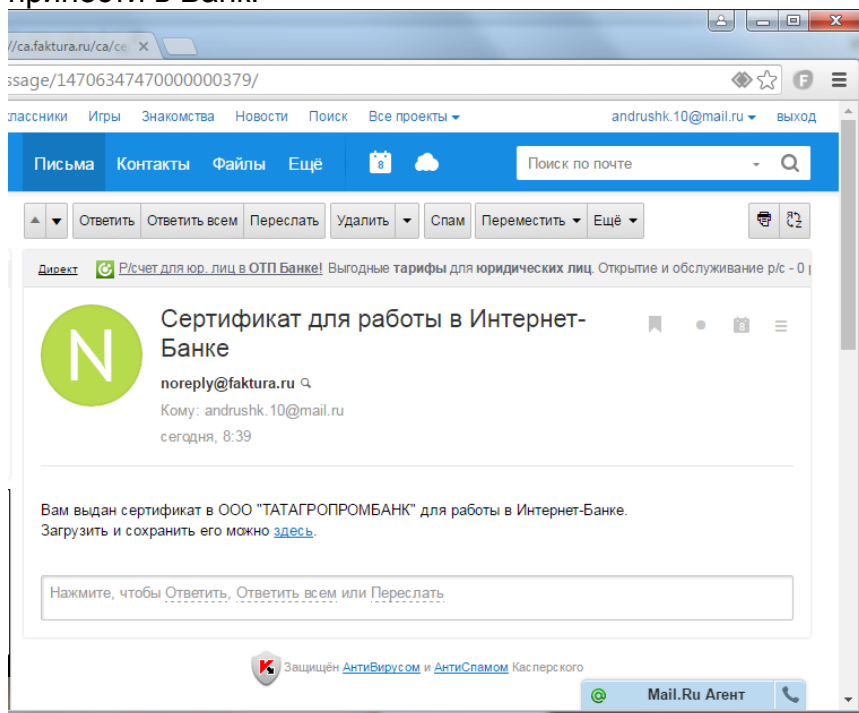 принести в Банк.
//ca.faktura.ru/ca/ce
ssage/14706347470000000379/
лассники Игры Знакомства Новости Поиск Все проекты andrushk.10@mail.ru выход
Письма Контакты Файлы Ещё 8 Поиск по почте
Ответить Ответить всем Переслать Удалить Спам Переместить Ещё
Директ Р/счет для юр. лиц в ОТП Банке! Выгодные тарифы для юридических лиц. Открытие и обслуживание р/с - 0
N
Сертификат для работы в Интернет-
Банке
8
noreply@faktura.ru
Кому: andrushk.10@mail.ru
сегодня, 8:39
Вам выдан сертификат в ООО "ТАТАГРОПРОМБАНК" для работы в Интернет-Банке.
Загрузить и сохранить его можно здесь.
Нажмите, чтобы Ответить, Ответить всем или Переслать
Защищён АнтиВирусом и АнтиСпамом Касперского
@ Mail.Ru Агент